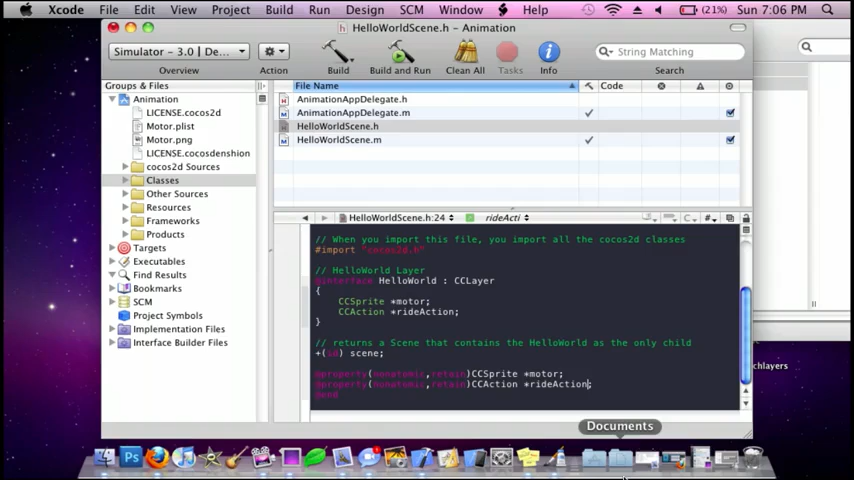 Xcode File Edit View Project Build Run Design SCM Window Help (21%) Sun 7:06 PM
HelloWorldScene.h - Animation
Simulator - 3.0 | De...
String Matching
Overview Action Build Build and Run Clean All Tasks Info Search
Groups & Files
File Name Code
Animation
LICENSE.cocos2d
Motor.plist
Motor.png
LICENSE.cocosdenshion
cocos2d Sources
Classes
Other Sources
Resources
Frameworks
Products
Targets
Executables
Find Results
Bookmarks
SCM
Project Symbols
Implementation Files
Interface Builder Files
AnimationAppDelegate.h
AnimationAppDelegate.m
HelloWorldScene.h
HelloWorldScene.m
HelloWorldScene.h:24 rideActi
C
#
// When you import this file, you import all the cocos2d classes
#import "cocos2d.h"
// HelloWorld Layer
@interface HelloWorld : CCLayer
{
CCSprite *motor;
CCAction *rideAction;
}
// returns a Scene that contains the HelloWorld as the only child
+(id) scene;
@property(nonatomic,retain)CCSprite *motor;
@property(nonatomic,retain)CCAction *rideAction;
@end
chlayers
Documents